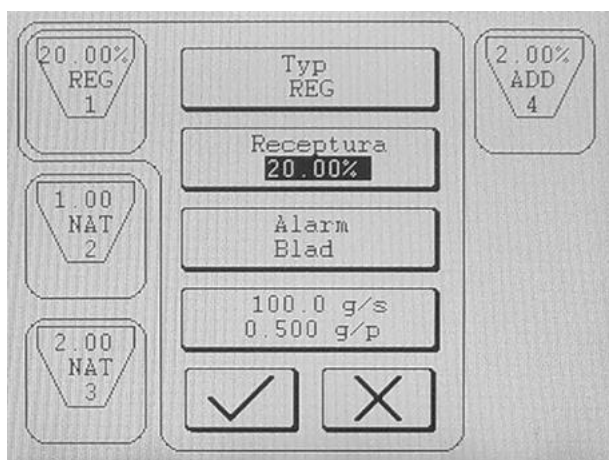 20.00%
REG
1
1.00
NAT
2
2.00
NAT
3
Typ
REG
Receptura
20.00%
Alarm
Blad
100.0 g/s
0.500 g/p
2.00%
ADD
4